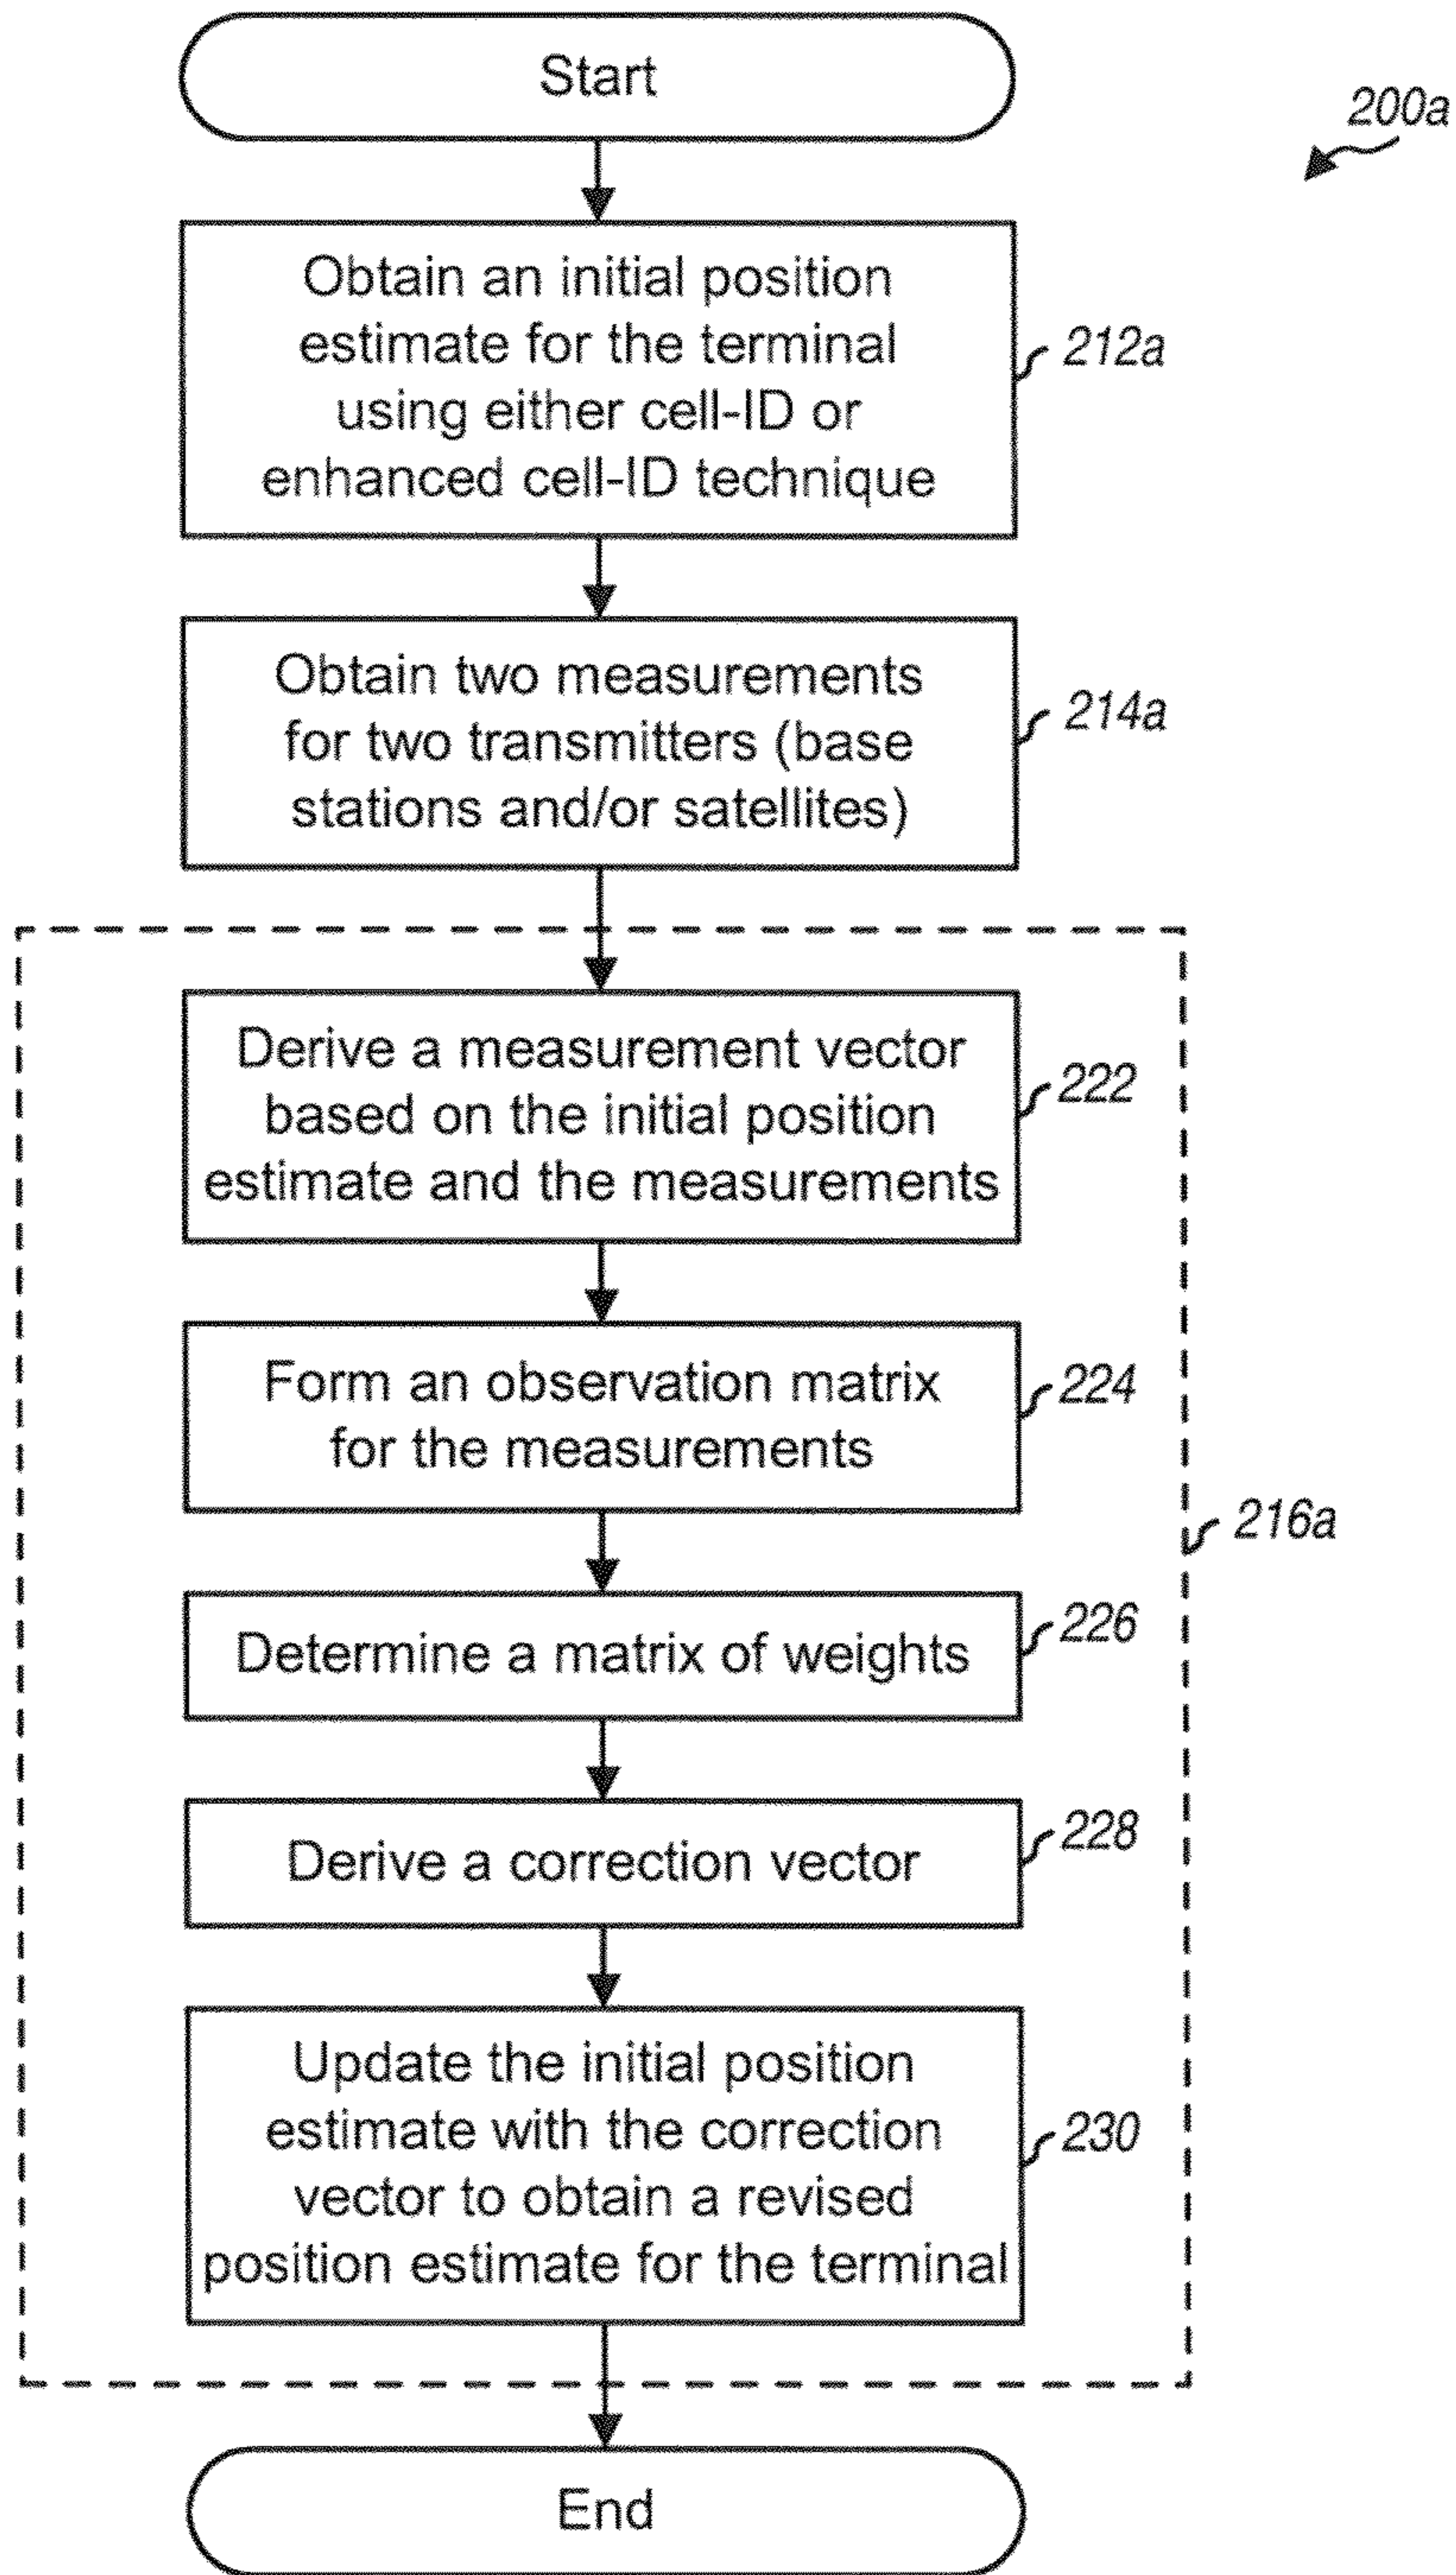 Start
200a
Obtain an initial position
estimate for the terminal
using either cell-ID or
enhanced cell-ID technique
212a
Obtain two measurements
for two transmitters (base
stations and/or satellites)
214a
Derive a measurement vector
based on the initial position
estimate and the measurements
222
Form an observation matrix
for the measurements
224
216a
Determine a matrix of weights
226
Derive a correction vector
228
Update the initial position
estimate with the correction
vector to obtain a revised
position estimate for the terminal
230
End